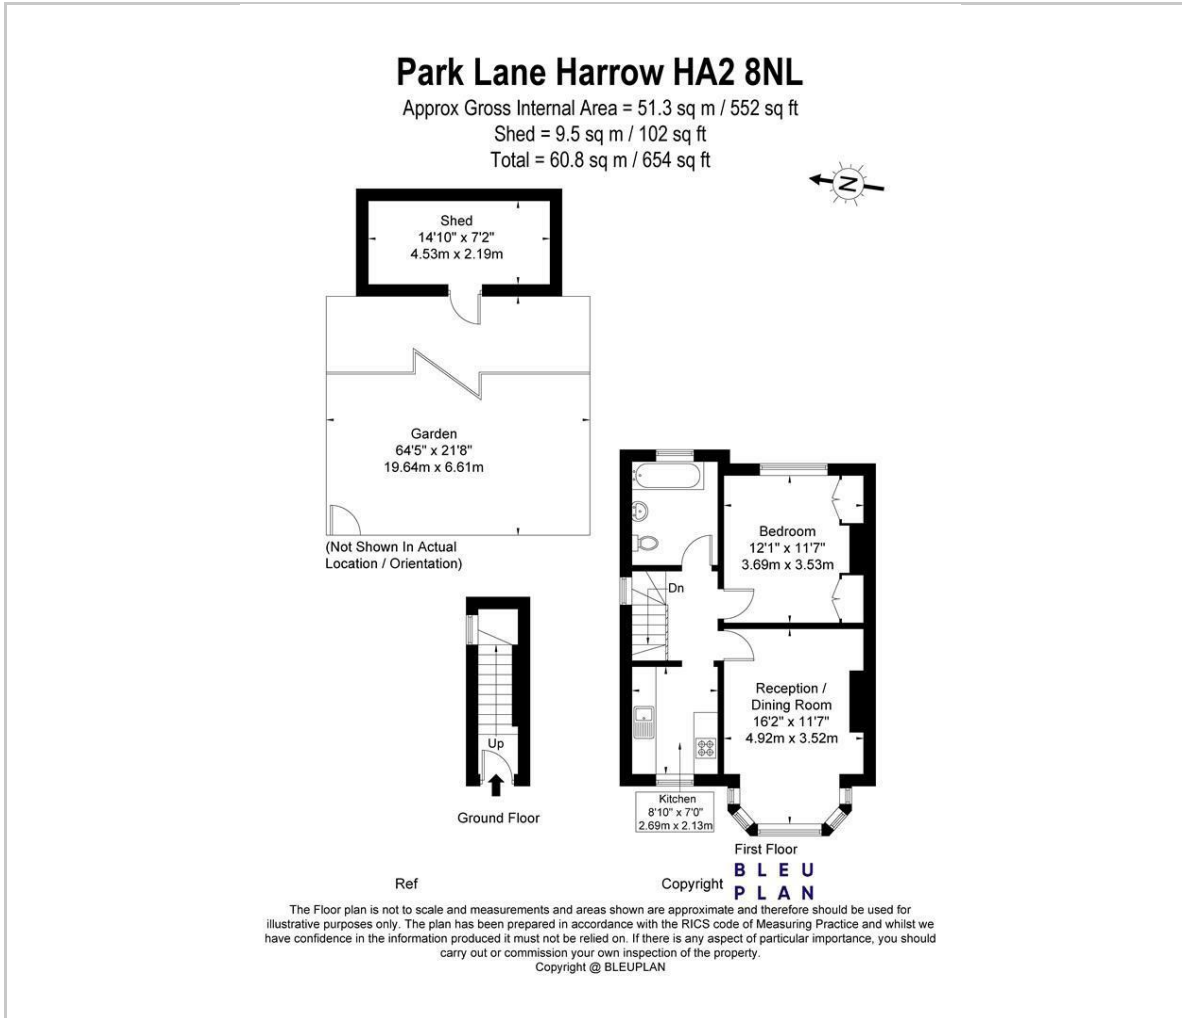 Park Lane Harrow HA2 8NL
Approx Gross Internal Area = 51.3 sq m / 552 sq ft
Shed = 9.5 sq m / 102 sq ft
Total = 60.8 sq m / 654 sq ft
N
Shed
14'10" x 7'2"
4.53m x 2.19m
Garden
64'5" x 21'8"
19.64m x 6.61m
(Not Shown In Actual
Location / Orientation)
Bedroom
12'1" x 11'7"
3.69m x 3.53m
Dn
Reception /
Dining Room
16'2" x 11'7"
4.92m x 3.52m
Up
Ground Floor
Kitchen
8'10" x 7'0"
2.69m x 2.13m
First Floor
Ref
Copyright
BLEU
PLAN
The Floor plan is not to scale and measurements and areas shown are approximate and therefore should be used for
illustrative purposes only. The plan has been prepared in accordance with the RICS code of Measuring Practice and whilst we
have confidence in the information produced it must not be relied on. If there is any aspect of particular importance, you should
carry out or commission your own inspection of the property.
Copyright @ BLEUPLAN